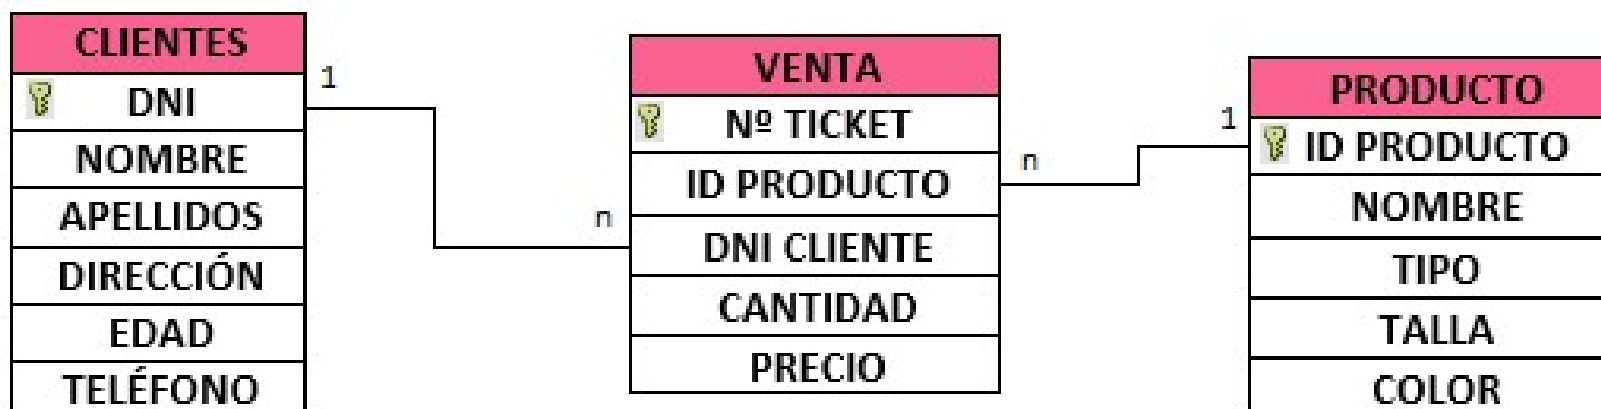 CLIENTES
DNI
NOMBRE
APELLIDOS
DIRECCIÓN
EDAD
TELÉFONO
1
n
VENTA
Nº TICKET
ID PRODUCTO
DNI CLIENTE
CANTIDAD
PRECIO
n
1
PRODUCTO
ID PRODUCTO
NOMBRE
TIPO
TALLA
COLOR